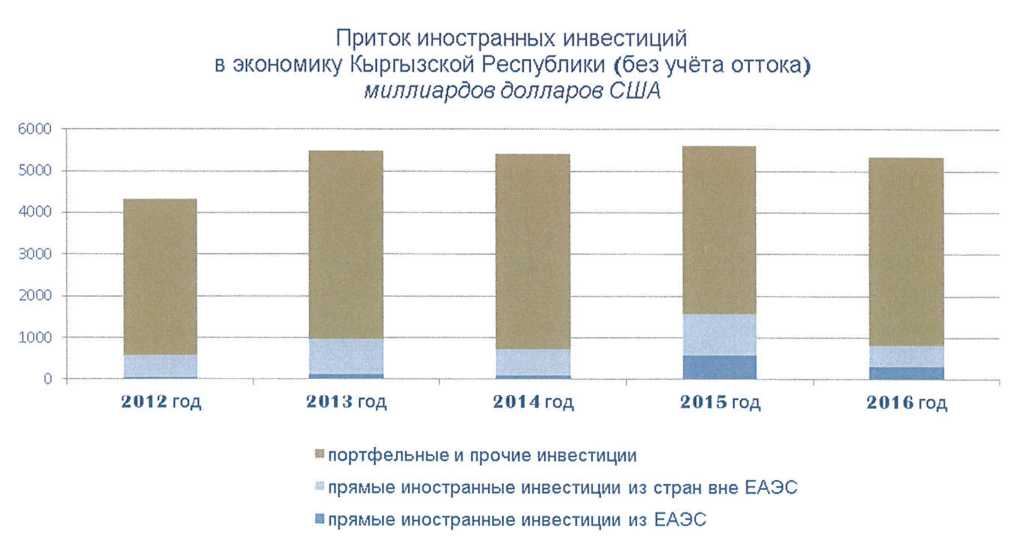 Приток иностранных инвестиций
в экономику Кыргызской Республики (без учёта оттока)
миллиардов долларов США
6000
5000
4000
3000
2000
1000
0
2012 год
2013 год
2014 год
2015 год
2016 год
портфельные и прочие инвестиции
прямые иностранные инвестиции из стран вне ЕАЭС
прямые иностранные инвестиции из ЕАЭС